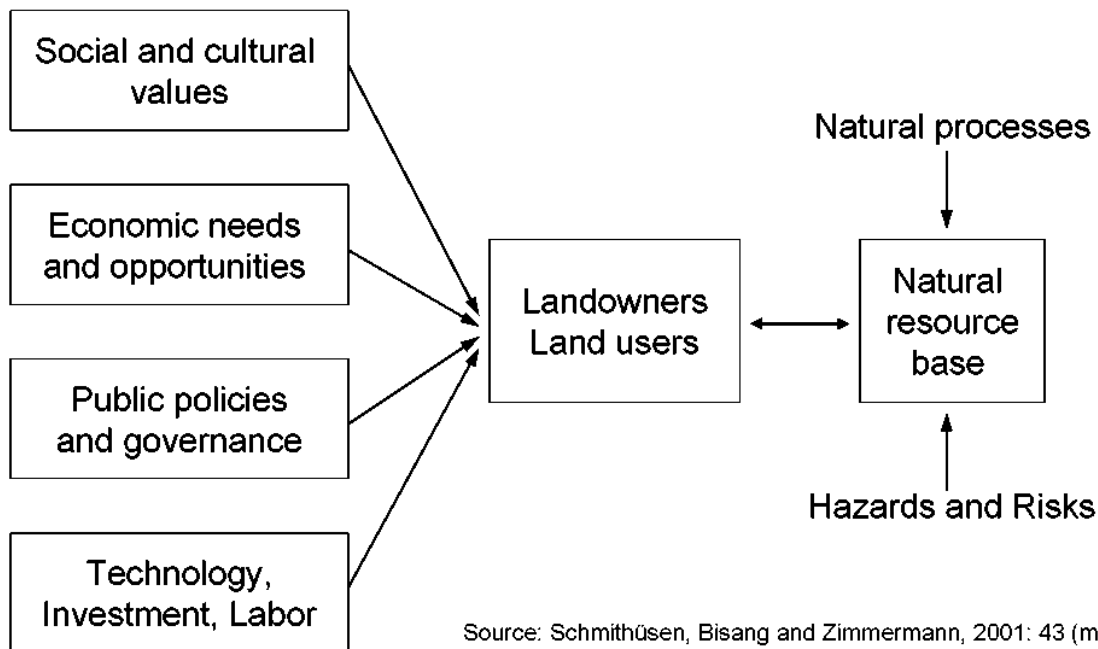 Social and cultural
values
Economic needs
and opportunities
Public policies
and governance
Technology,
Investment, Labor
Landowners
Land users
Natural processes
Natural
resource
base
Hazards and Risks
Source: Schmithüsen, Bisang and Zimmermann, 2001: 43 (m